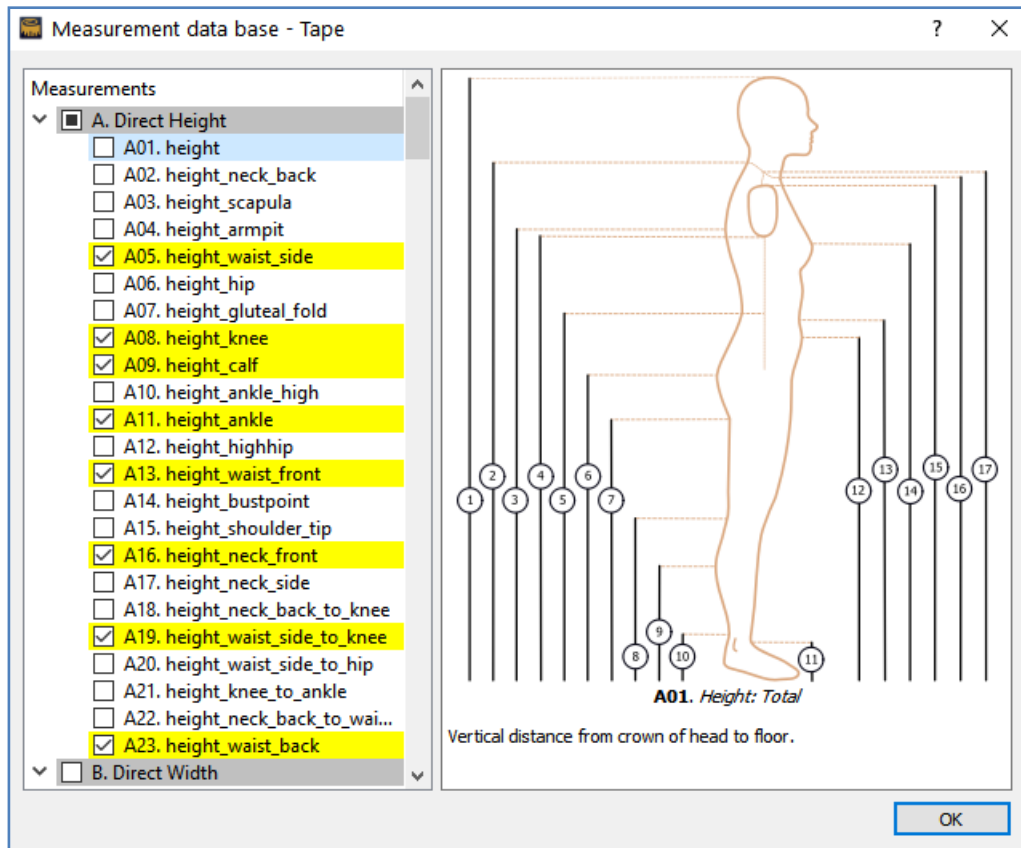 Measurement data base - Tape
?
Measurements
A. Direct Height
A01. height
A02. height_neck_back
A03. height_scapula
A04. height_armpit
A05. height_waist_side
A06. height_hip
A07. height_gluteal_fold
A08. height_knee
A09. height_calf
A10. height_ankle_high
A11. height_ankle
A12. height_highhip
A13. height_waist_front
A14. height_bustpoint
A15. height_shoulder_tip
A16. height_neck_front
A17. height_neck_side
A18. height_neck_back_to_knee
A19. height_waist_side_to_knee
A20. height_waist_side_to_hip
A21. height_knee_to_ankle
A22. height_neck_back_to_wai...
A23. height_waist_back
B. Direct Width
1
2
3
4
5
6
7
8
9
10
11
12
13
14
15
16
17
A01. Height: Total
Vertical distance from crown of head to floor.
OK